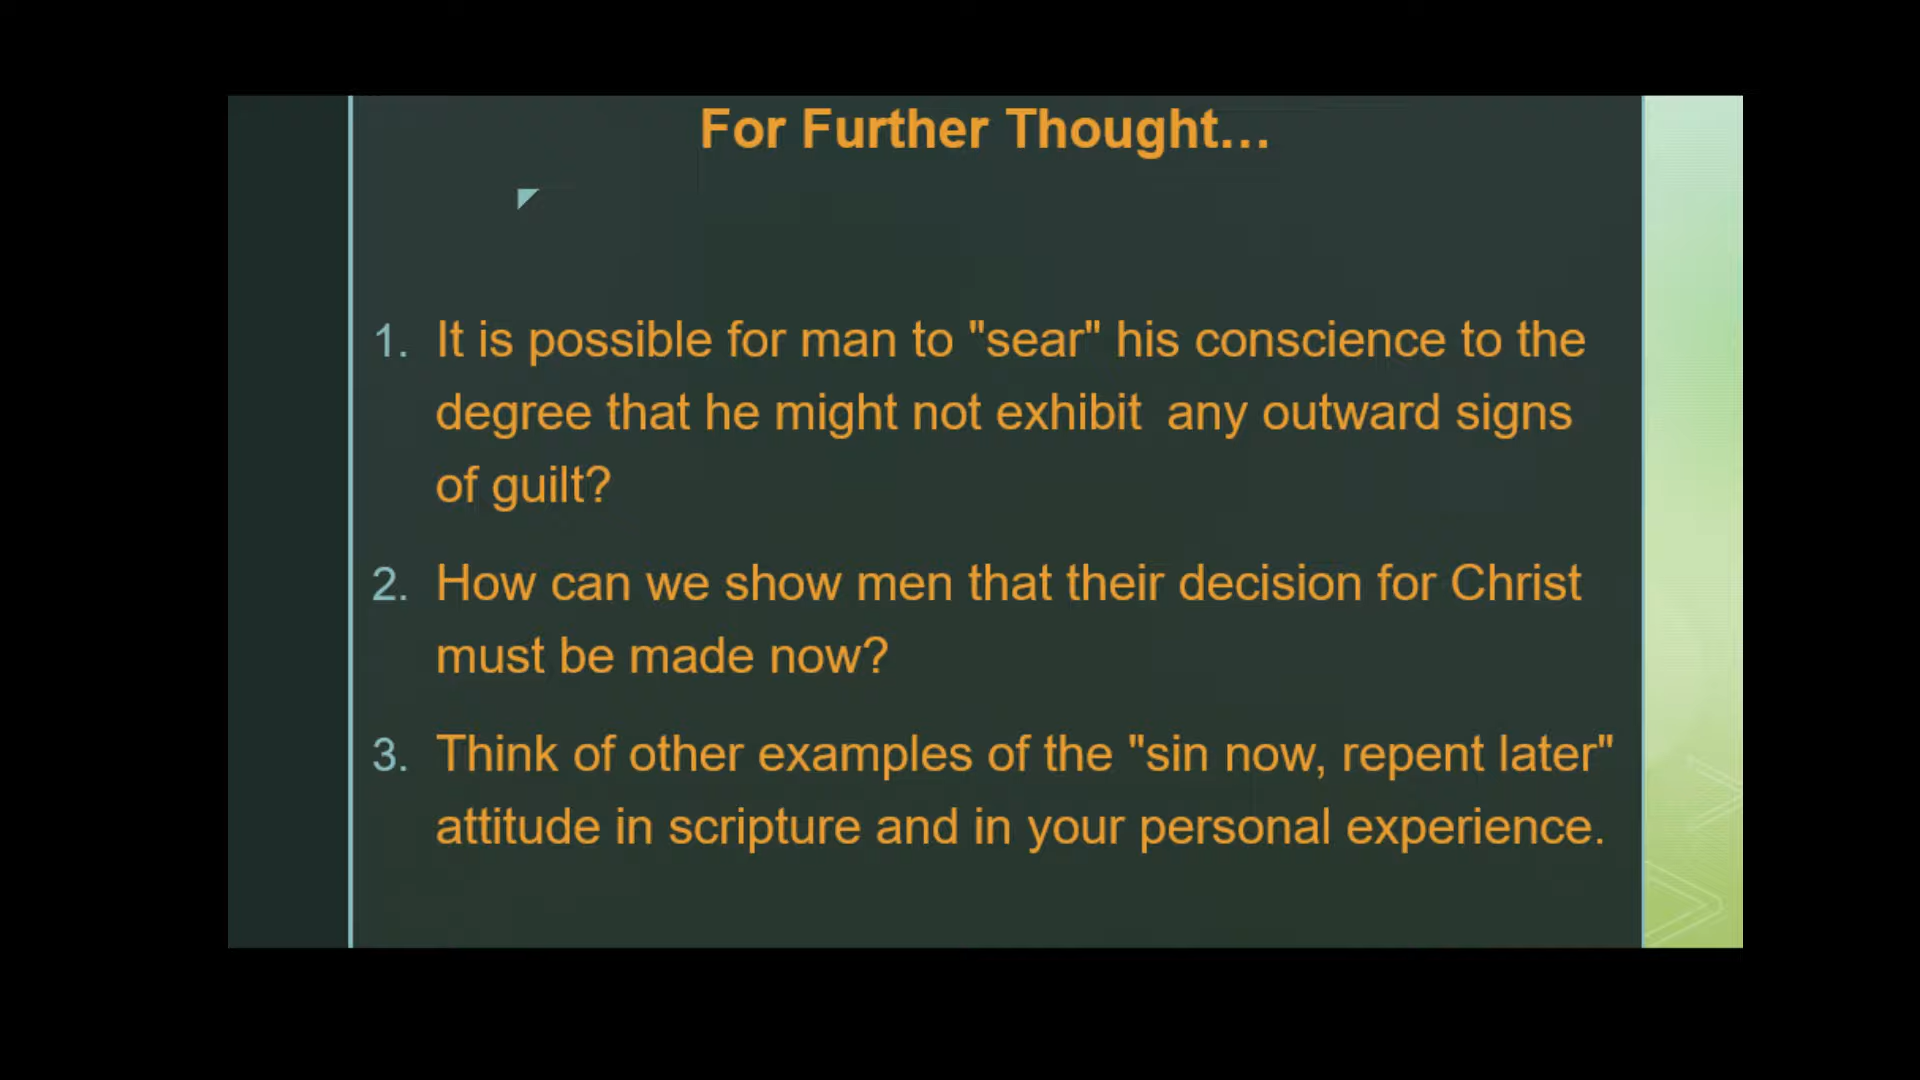 For Further Thought...
1. It is possible for man to "sear" his conscience to the
degree that he might not exhibit  any outward signs
of guilt?
2. How can we show men that their decision for Christ
must be made now?
3. Think of other examples of the "sin now, repent later"
attitude in scripture and in your personal experience.